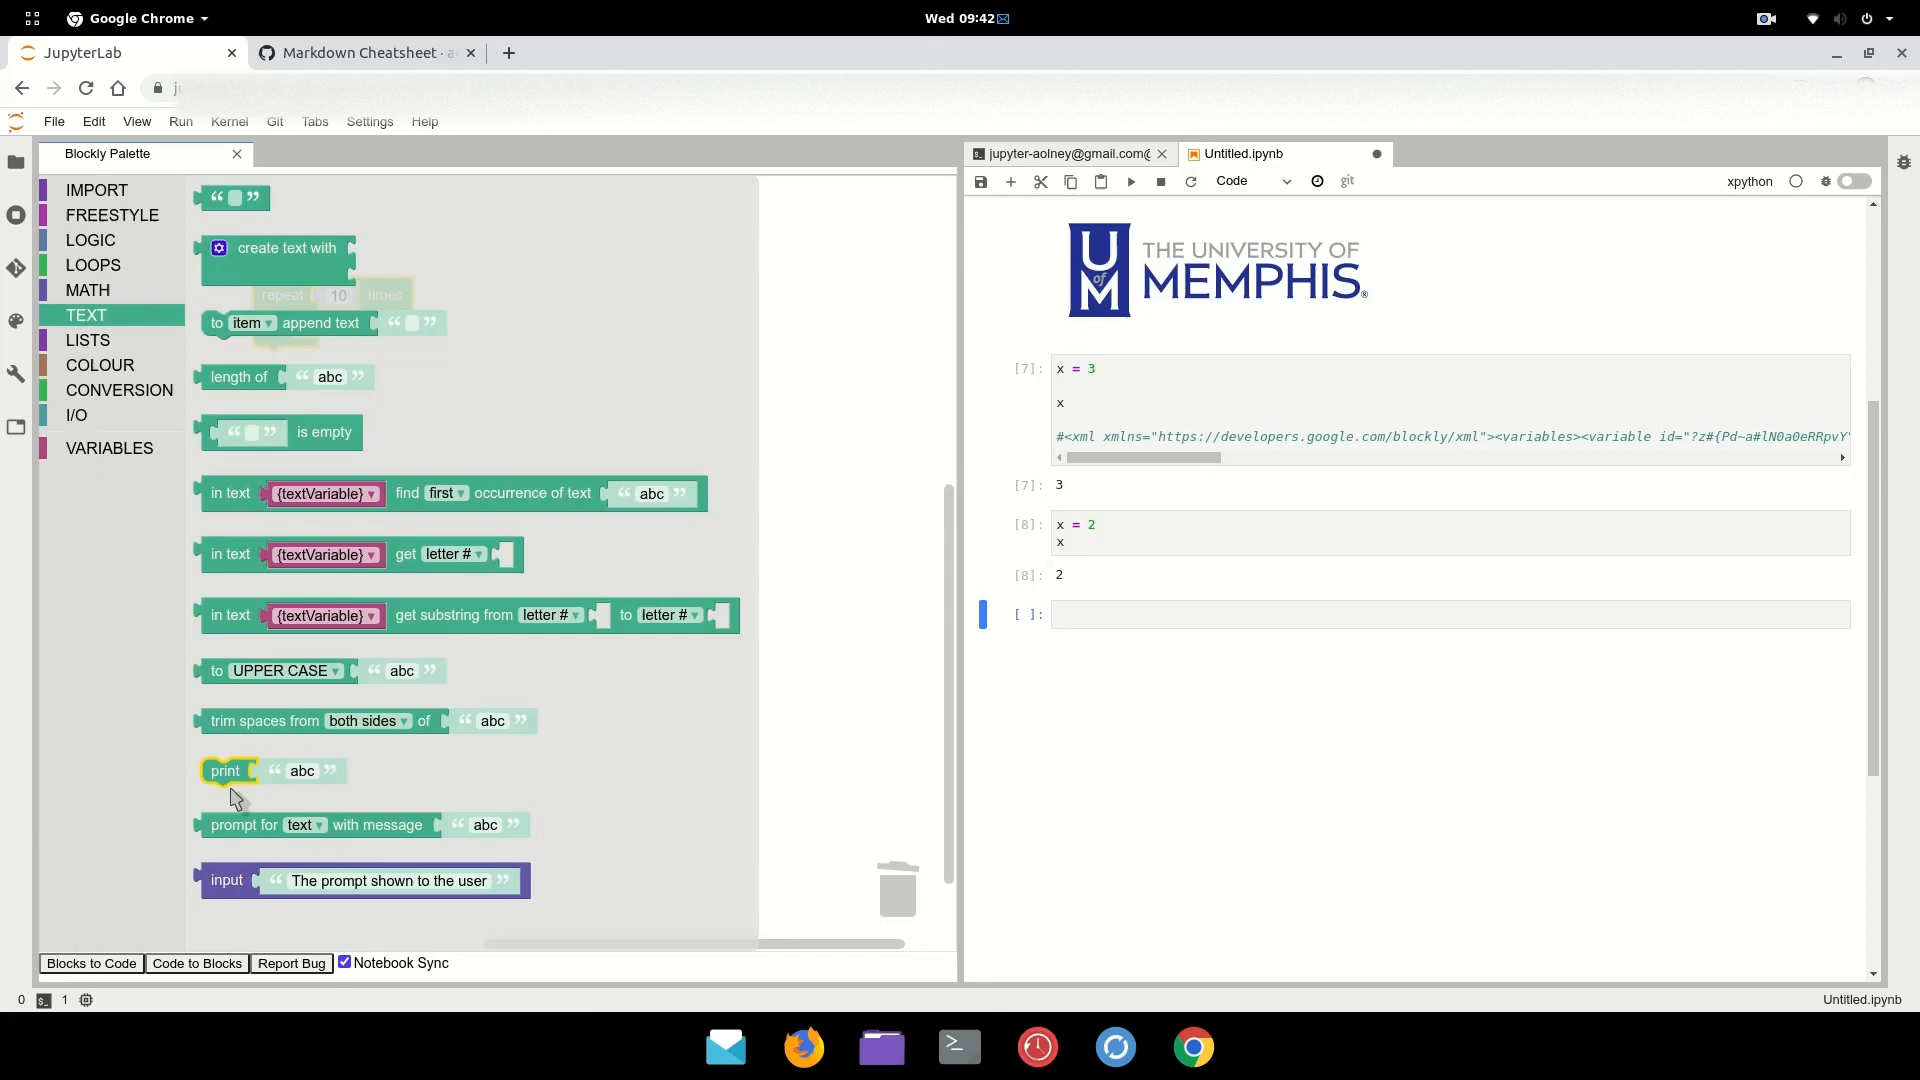 Google Chrome
Wed 09:42
JupyterLab
Markdown Cheatsheet · a
File Edit View Run Kernel Git Tabs Settings Help
Blockly Palette
jupyter-aolney@gmail.com@
Untitled.ipynb
Code
git
xpython
IMPORT
FREESTYLE
LOGIC
LOOPS
MATH
TEXT
LISTS
COLOUR
CONVERSION
I/O
VARIABLES
“ ”
create text with
repeat 10 times
to item append text “ ”
length of “ abc ”
“ ” is empty
in text {textVariable} find first occurrence of text “ abc ”
in text {textVariable} get letter #
in text {textVariable} get substring from letter # to letter #
to UPPER CASE “ abc ”
trim spaces from both sides of “ abc ”
print “ abc ”
prompt for text with message “ abc ”
input “ The prompt shown to the user ”
Blocks to Code Code to Blocks Report Bug Notebook Sync
U
of
M
THE UNIVERSITY OF
MEMPHIS®
[7]: x = 3
x
#<xml xmlns="https://developers.google.com/blockly/xml"><variables><variable id="?z#{Pd~a#lN0a0eRRpvY
[7]: 3
[8]: x = 2
x
[8]: 2
[ ]:
0 1
Untitled.ipynb